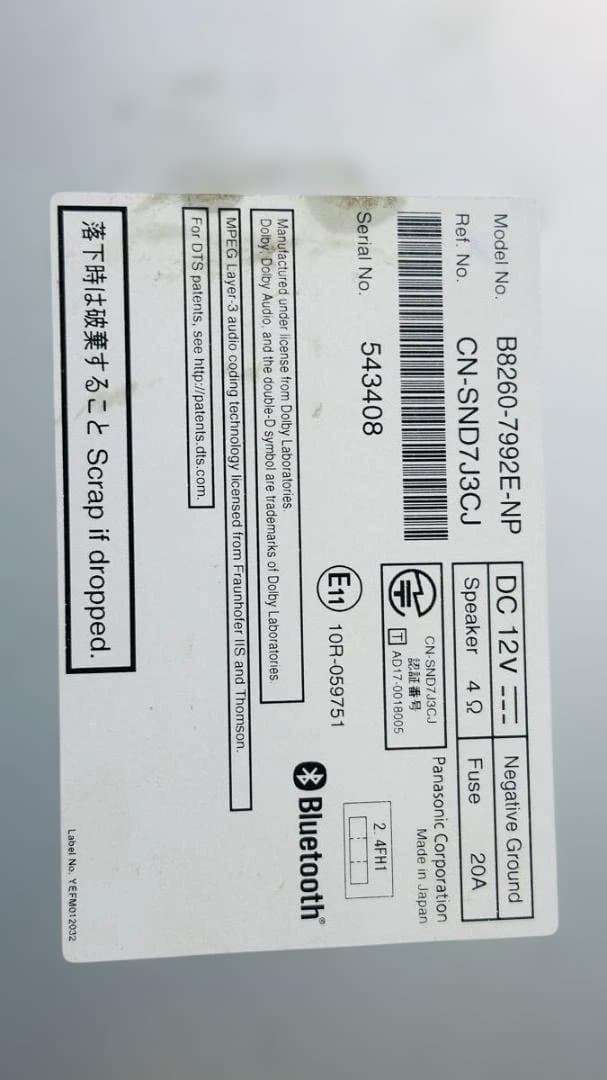 Model No. B8260-7992E-NP
Ref. No. CN-SND7J3CJ
Serial No. 543408
DC 12V Negative Ground
Speaker 4Ω Fuse 20A
CN-SND7J3CJ
認証番号
T AD17-0018005
Panasonic Corporation
Made in Japan
E11 10R-059751
2.4FH1
Bluetooth®
Manufactured under license from Dolby Laboratories.
Dolby, Dolby Audio, and the double-D symbol are trademarks of Dolby Laboratories.
MPEG Layer-3 audio coding technology licensed from Fraunhofer IIS and Thomson.
For DTS patents, see http://patents.dts.com.
落下時は破棄すること Scrap if dropped.
Label No. YEFM012032